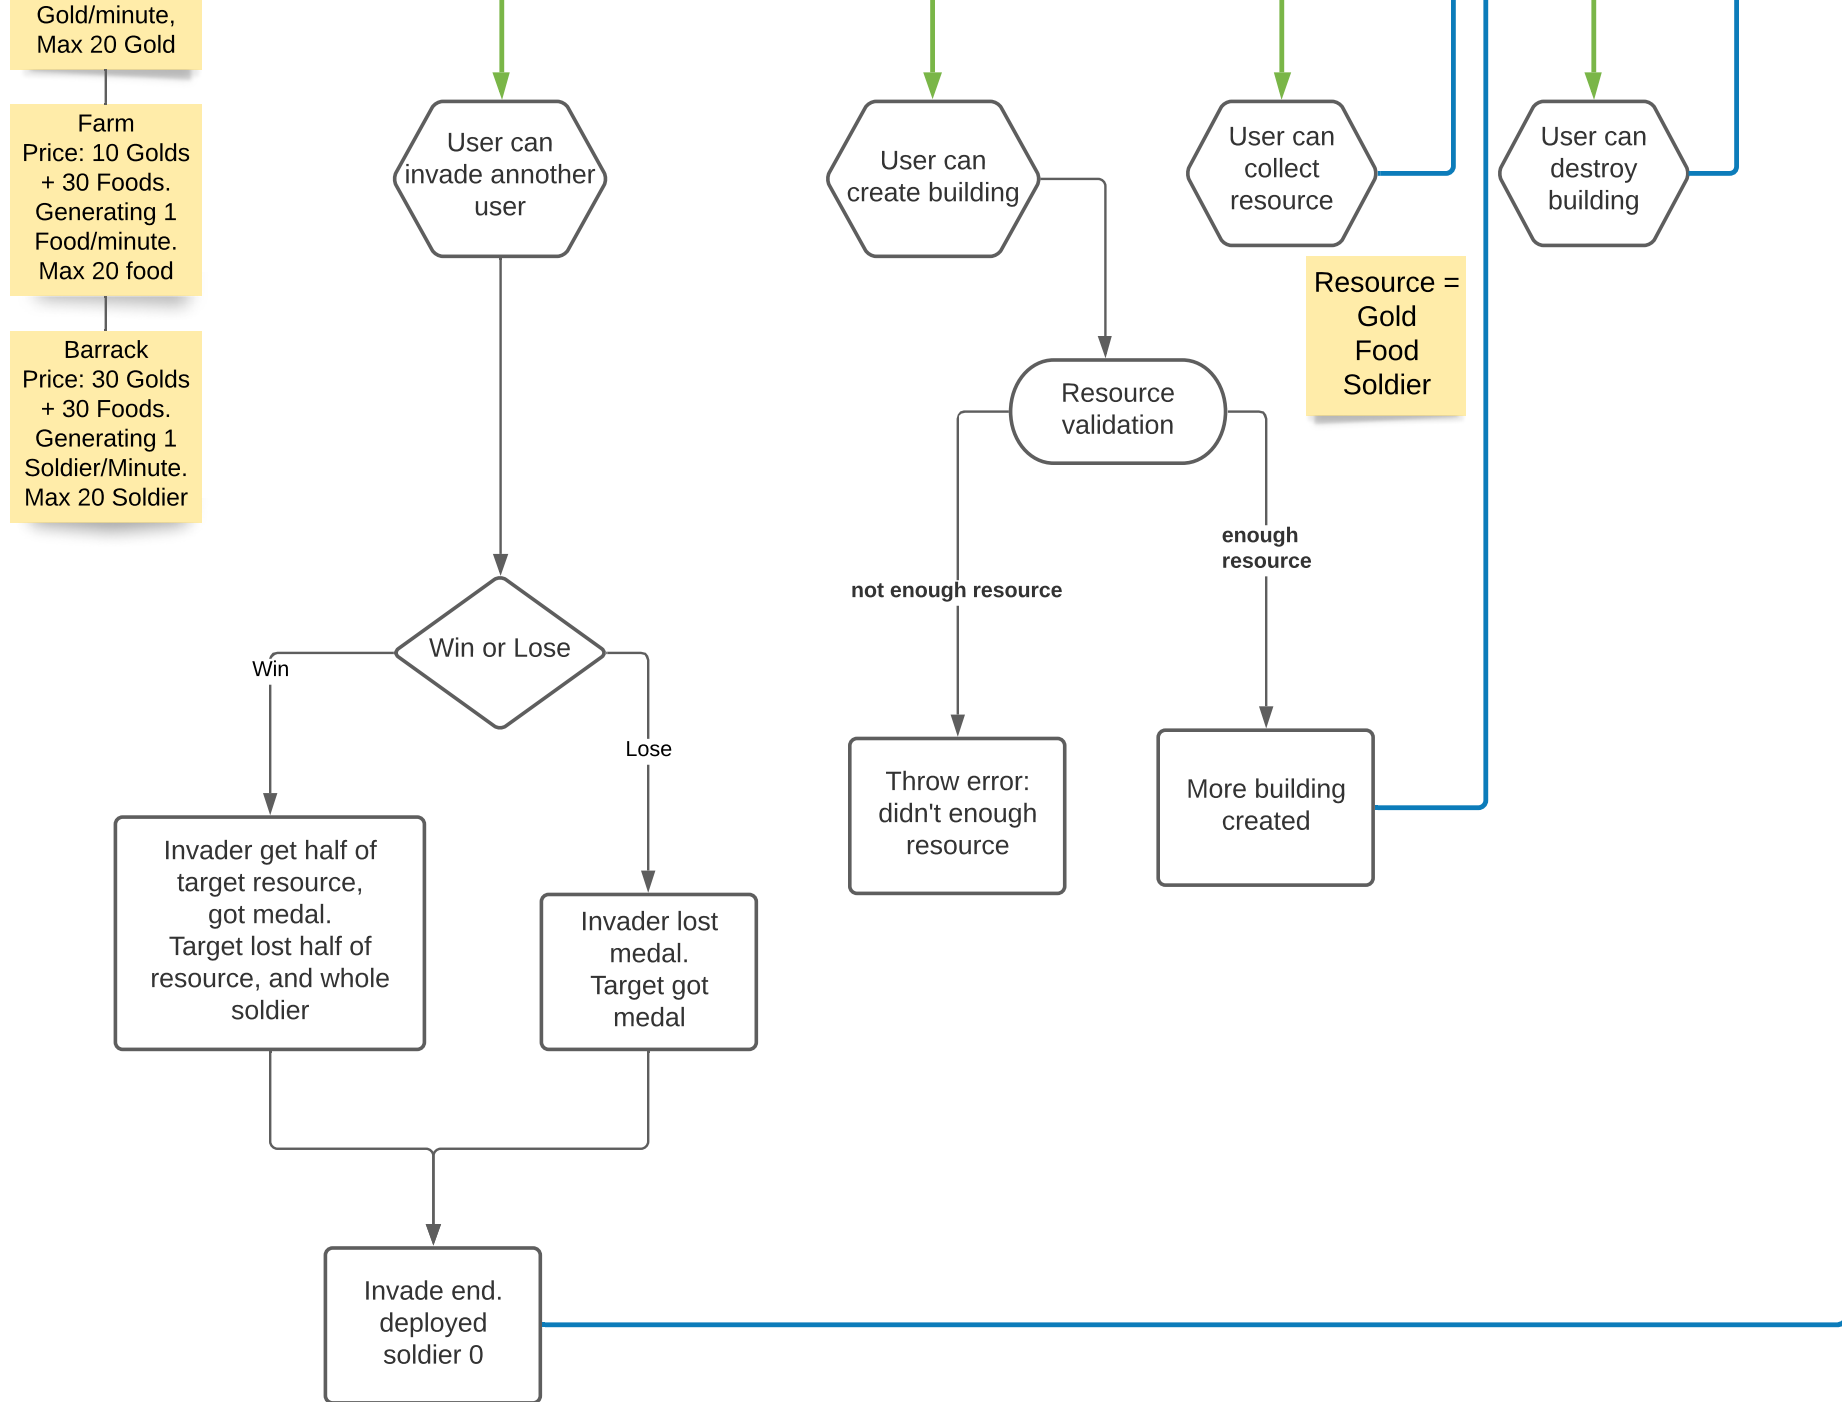 Gold/minute,
Max 20 Gold
Farm
Price: 10 Golds
+ 30 Foods.
Generating 1
Food/minute.
Max 20 food
Barrack
Price: 30 Golds
+ 30 Foods.
Generating 1
Soldier/Minute.
Max 20 Soldier
User can
invade annother
user
User can
create building
User can
collect
resource
User can
destroy
building
Resource =
Gold
Food
Soldier
Resource
validation
enough
resource
not enough resource
Win or Lose
Win
Lose
Throw error:
didn't enough
resource
More building
created
Invader get half of
target resource,
got medal.
Target lost half of
resource, and whole
soldier
Invader lost
medal.
Target got
medal
Invade end.
deployed
soldier 0